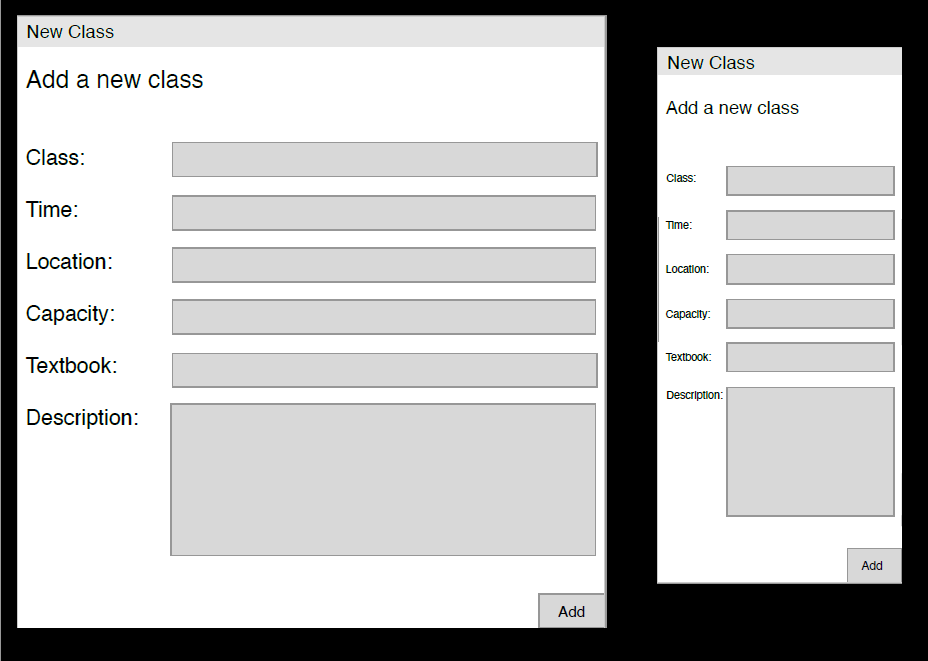 New Class
Add a new class
Class:
Time:
Location:
Capacity:
Textbook:
Description:
Add
New Class
Add a new class
Class:
Time:
Location:
Capacity:
Textbook:
Description:
Add